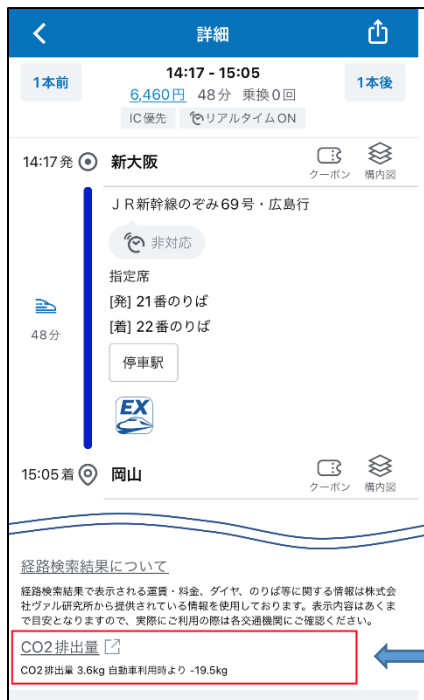 詳細
1本前
14:17 - 15:05
6,460円 48分 乗換0回
1本後
IC優先 リアルタイムON
14:17発 新大阪
クーポン 構内図
JR新幹線のぞみ69号・広島行
非対応
指定席
[発] 21番のりば
48分
[着] 22番のりば
停車駅
EX
15:05着 岡山
クーポン 構内図
経路検索結果について
経路検索結果で表示される運賃・料金、ダイヤ、のりば等に関する情報は株式会
社ヴァル研究所から提供されている情報を使用しております。表示内容はあくま
で目安となりますので、実際にご利用の際は各交通機関にご確認ください。
CO2排出量
CO2排出量 3.6kg 自動車利用時より -19.5kg